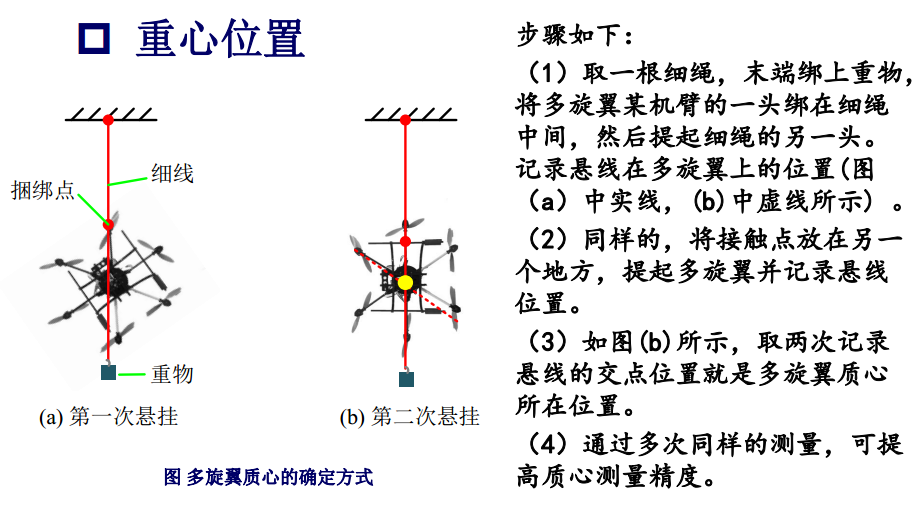 重心位置
细线
捆绑点
重物
(a) 第一次悬挂
(b) 第二次悬挂
图 多旋翼质心的确定方式
步骤如下：
（1）取一根细绳，末端绑上重物，
将多旋翼某机臂的一头绑在细绳
中间，然后提起细绳的另一头。
记录悬线在多旋翼上的位置(图
（a）中实线，(b)中虚线所示) 。
（2）同样的，将接触点放在另一
个地方，提起多旋翼并记录悬线
位置。
（3）如图(b)所示，取两次记录
悬线的交点位置就是多旋翼质心
所在位置。
（4）通过多次同样的测量，可提
高质心测量精度。